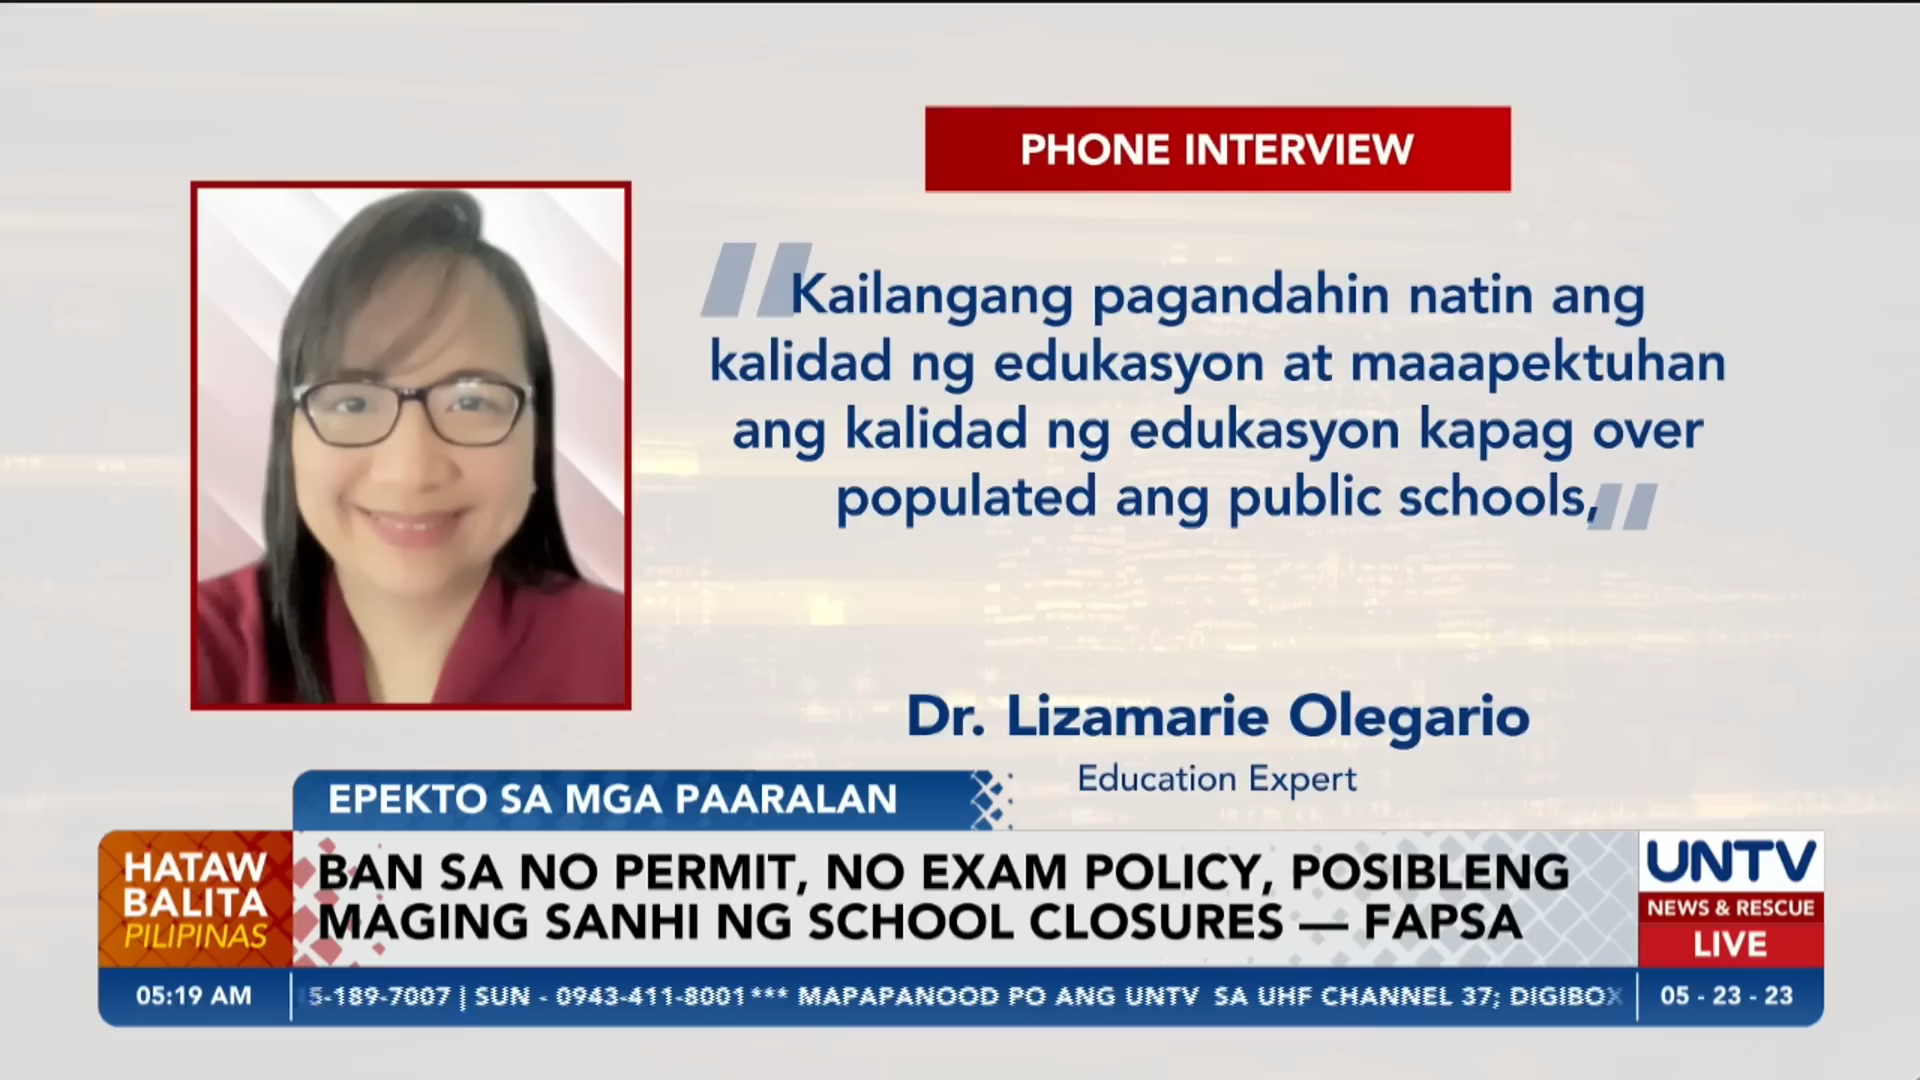 PHONE INTERVIEW
Kailangang pagandahin natin ang
kalidad ng edukasyon at maaapektuhan
ang kalidad ng edukasyon kapag over
populated ang public schools,
Dr. Lizamarie Olegario
Education Expert
EPEKTO SA MGA PAARALAN
HATAW
BALITA
PILIPINAS
BAN SA NO PERMIT, NO EXAM POLICY, POSIBLENG
MAGING SANHI NG SCHOOL CLOSURES — FAPSA
UNTV
NEWS & RESCUE
LIVE
05:19 AM
5-189-7007 | SUN - 0943-411-8001 *** MAPAPANOOD PO ANG UNTV SA UHF CHANNEL 37; DIGIBOX
05 - 23 - 23